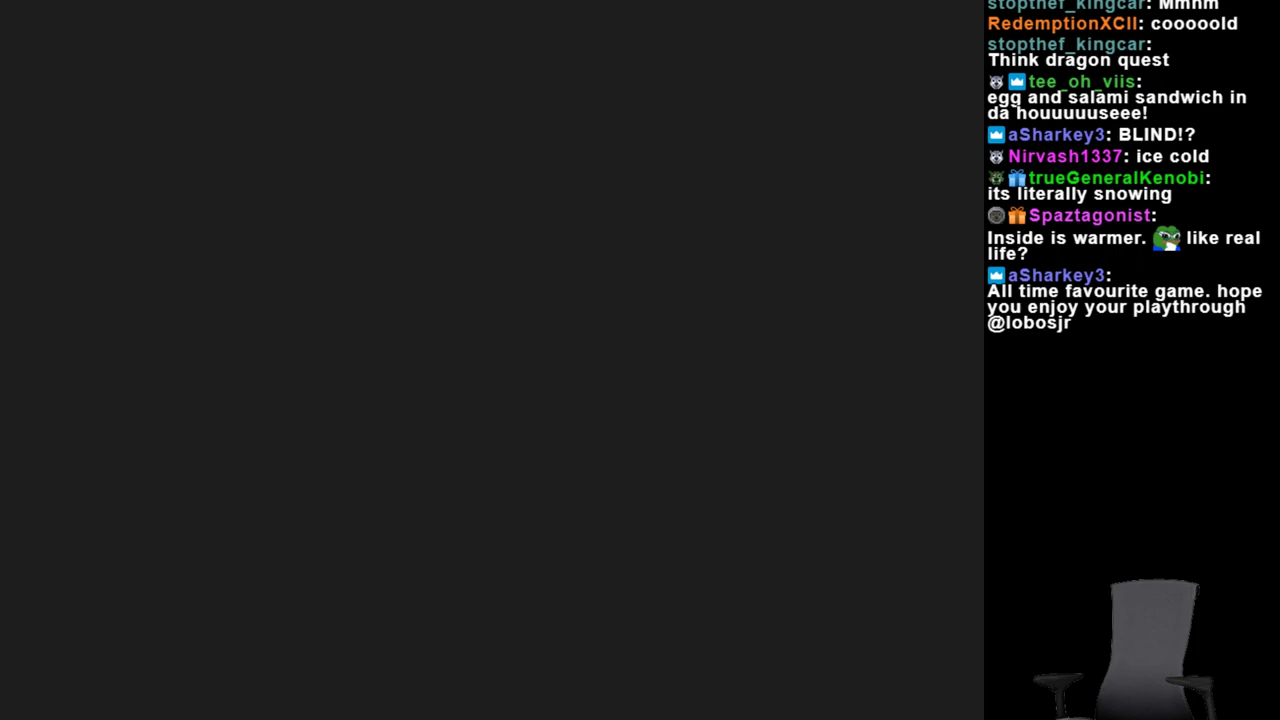 stopthef_kingcar: Mmhm
RedemptionXCII: cooooold
stopthef_kingcar:
Think dragon quest
tee_oh_viis:
egg and salami sandwich in
da houuuuuseee!
aSharkey3: BLIND!?
Nirvash1337: ice cold
trueGeneralKenobi:
its literally snowing
Spaztagonist:
Inside is warmer. like real
life?
aSharkey3:
All time favourite game. hope
you enjoy your playthrough
@lobosjr